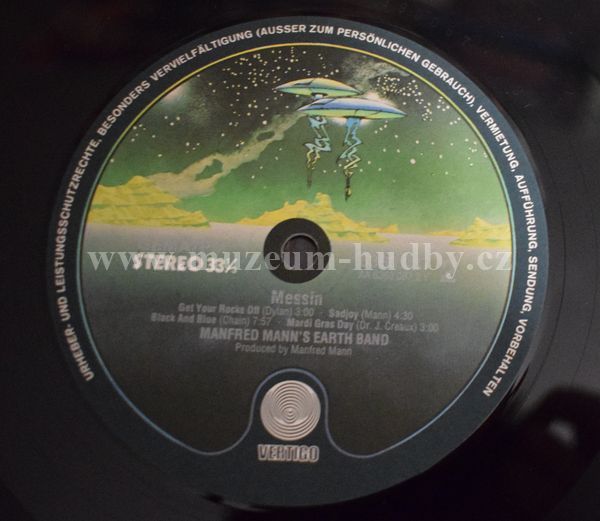 URHEBER- UND LEISTUNGSSCHUTZRECHTE, BESONDERS VERVIELFÄLTIGUNG (AUSSER ZUM PERSÖNLICHEN GEBRAUCH), VERMIETUNG, AUFFÜHRUNG, SENDUNG, VORBEHALTEN
www.muzeum-hudby.cz
STEREO 33⅓
Messin
Get Your Rocks Off (Dylan) 3:00 · Sadjoy (Mann) 4:30
Black And Blue (Chain) 7:57 · Mardi Gras Day (Dr. J. Creaux) 3:00
MANFRED MANN'S EARTH BAND
Produced by Manfred Mann
VERTIGO